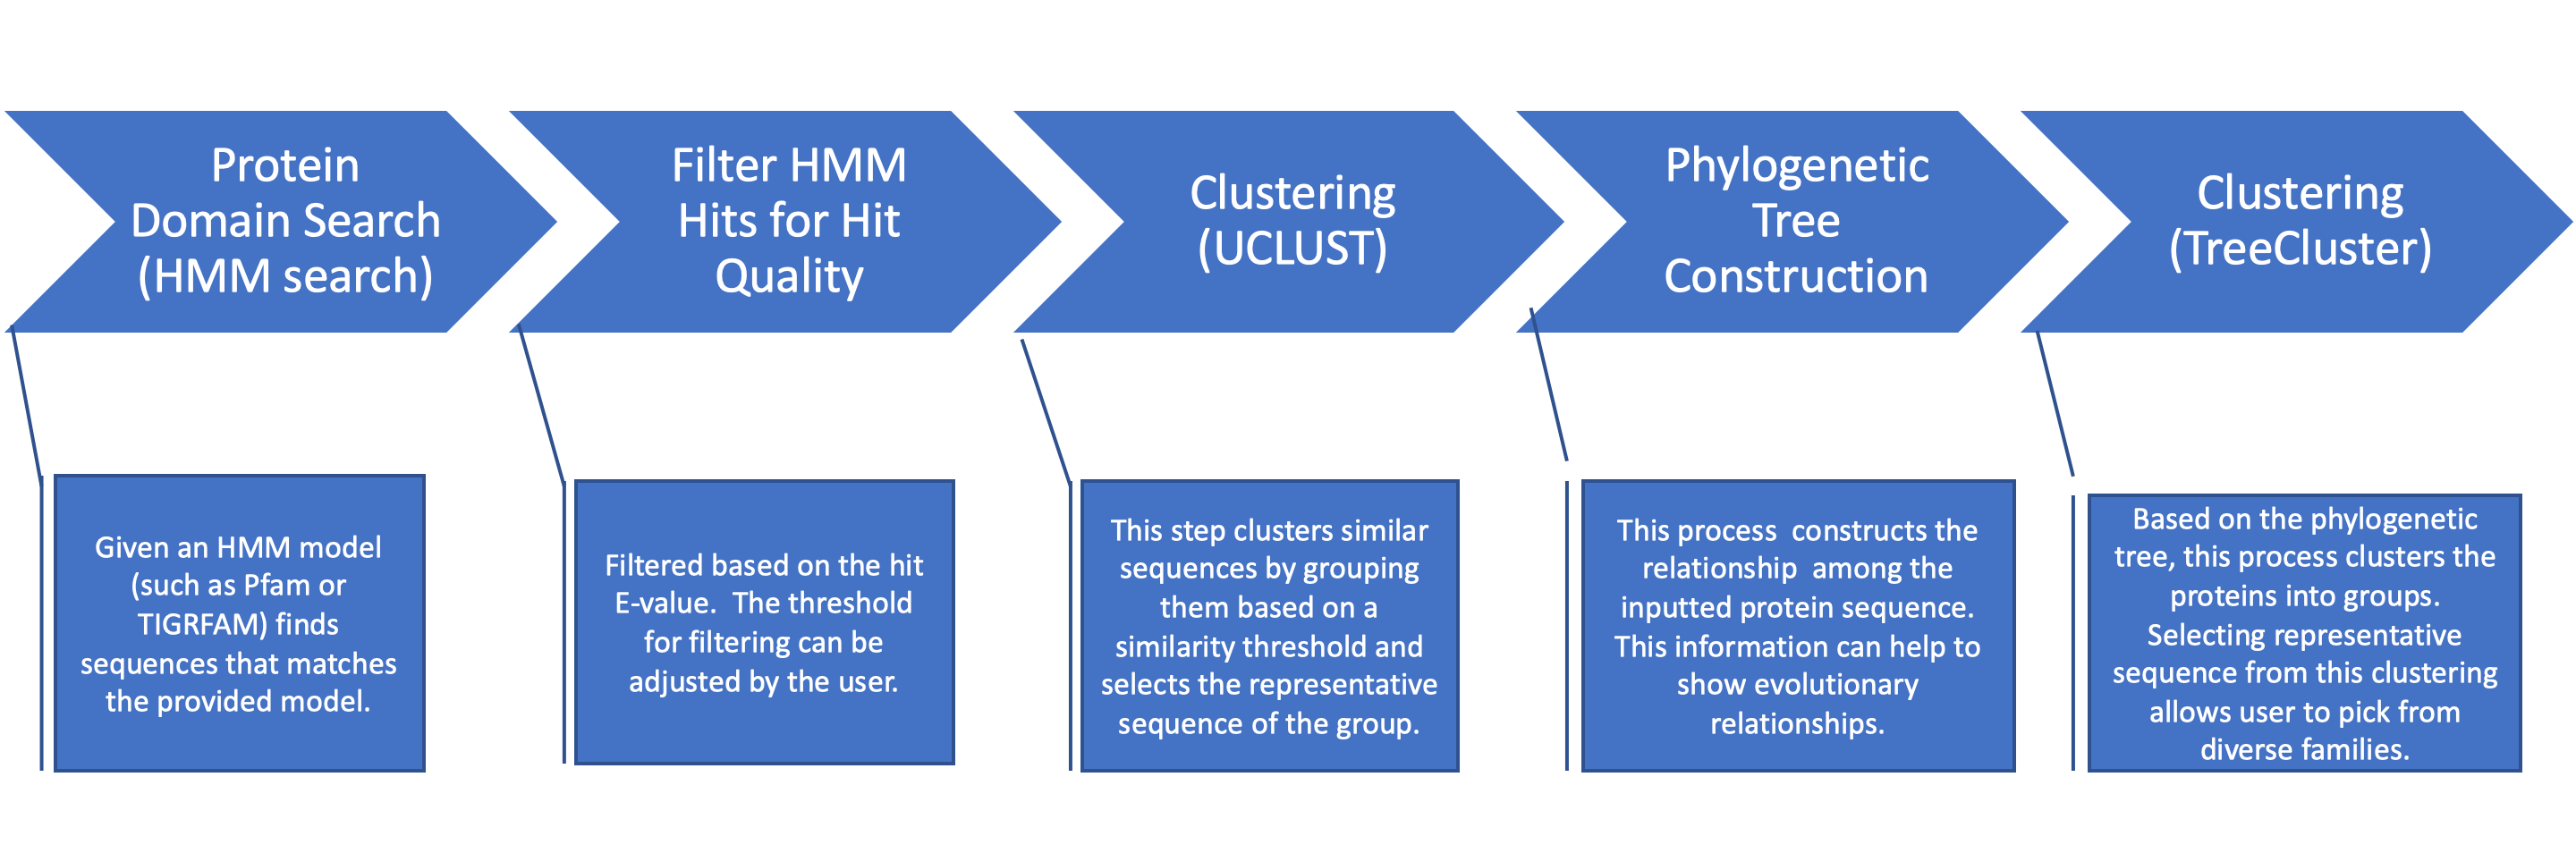 Protein
Domain Search
(HMM search)
Filter HMM
Hits for Hit
Quality
Clustering
(UCLUST)
Phylogenetic
Tree
Construction
Clustering
(TreeCluster)
Given an HMM model
(such as Pfam or
TIGRFAM) finds
sequences that matches
the provided model.
Filtered based on the hit
E-value.  The threshold
for filtering can be
adjusted by the user.
This step clusters similar
sequences by grouping
them based on a
similarity threshold and
selects the representative
sequence of the group.
This process  constructs the
relationship  among the
inputted protein sequence.
This information can help to
show evolutionary
relationships.
Based on the phylogenetic
tree, this process clusters the
proteins into groups.
Selecting representative
sequence from this clustering
allows user to pick from
diverse families.